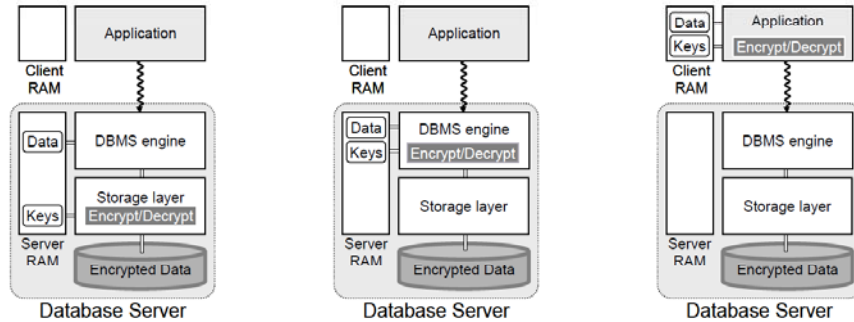 Application
Client
RAM
Data
DBMS engine
Storage layer
Keys
Encrypt/Decrypt
Server
RAM
Encrypted Data
Database Server
Application
Client
RAM
Data
DBMS engine
Keys
Encrypt/Decrypt
Storage layer
Server
RAM
Encrypted Data
Database Server
Data
Application
Keys
Encrypt/Decrypt
Client
RAM
DBMS engine
Storage layer
Server
RAM
Encrypted Data
Database Server